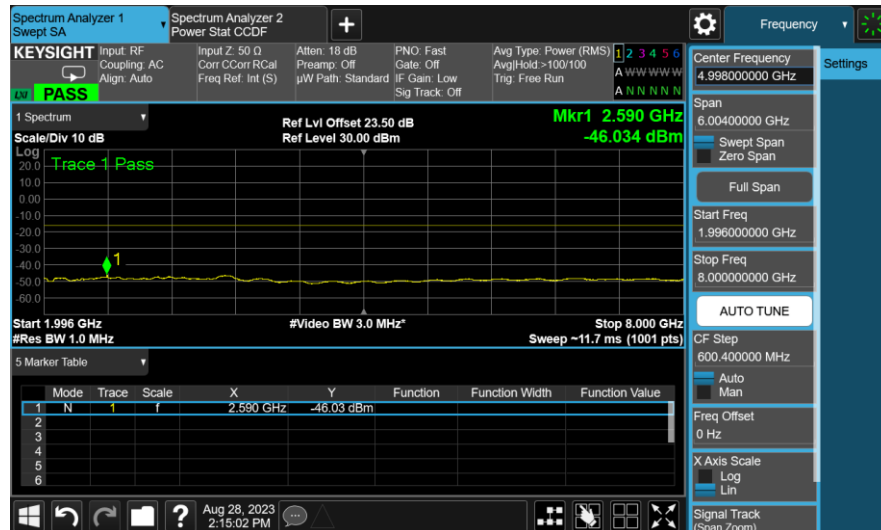 Spectrum Analyzer 1
Swept SA
Spectrum Analyzer 2
Power Stat CCDF
Frequency
KEYSIGHT
LXI
PASS
Input: RF
Coupling: AC
Align: Auto
Input Z: 50 Ω
Corr CCorr RCal
Freq Ref: Int (S)
Atten: 18 dB
Preamp: Off
µW Path: Standard
PNO: Fast
Gate: Off
IF Gain: Low
Sig Track: Off
Avg Type: Power (RMS)
Avg|Hold:>100/100
Trig: Free Run
1 2 3 4 5 6
A W W W W W
A N N N N N
1 Spectrum
Scale/Div 10 dB
Ref Lvl Offset 23.50 dB
Ref Level 30.00 dBm
Mkr1 2.590 GHz
-46.034 dBm
Log
Trace 1 Pass
20.0
10.0
0.00
-10.0
-20.0
-30.0
-40.0
-50.0
-60.0
1
Start 1.996 GHz
#Res BW 1.0 MHz
#Video BW 3.0 MHz*
Stop 8.000 GHz
Sweep ~11.7 ms (1001 pts)
5 Marker Table
Mode Trace Scale X Y Function Function Width Function Value
1 N 1 f 2.590 GHz -46.03 dBm
2
3
4
5
6
Aug 28, 2023
2:15:02 PM
?
Center Frequency
4.998000000 GHz
Span
6.00400000 GHz
Swept Span
Zero Span
Full Span
Start Freq
1.996000000 GHz
Stop Freq
8.000000000 GHz
AUTO TUNE
CF Step
600.400000 MHz
Auto
Man
Freq Offset
0 Hz
X Axis Scale
Log
Lin
Signal Track
(Span Zoom)
Settings